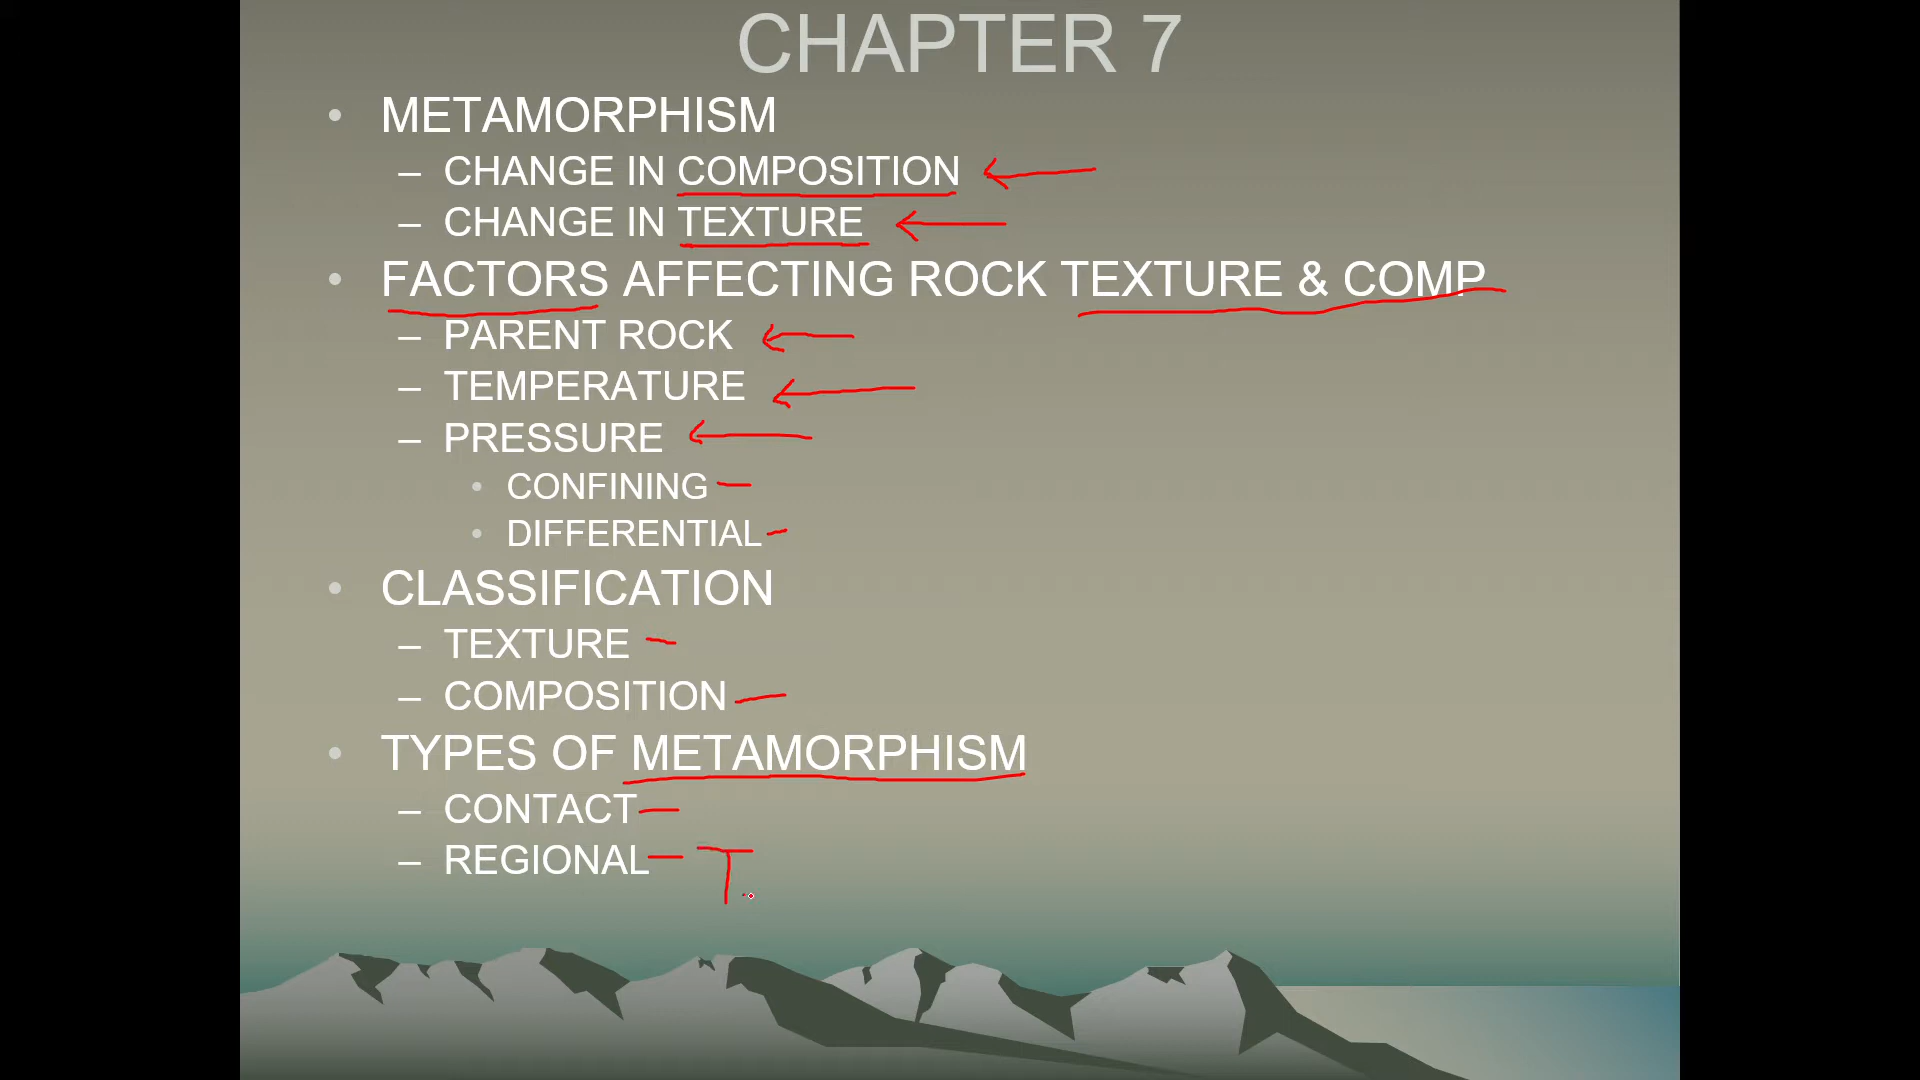 CHAPTER 7
• METAMORPHISM
– CHANGE IN COMPOSITION
– CHANGE IN TEXTURE
• FACTORS AFFECTING ROCK TEXTURE & COMP
– PARENT ROCK
– TEMPERATURE
– PRESSURE
• CONFINING
• DIFFERENTIAL
• CLASSIFICATION
– TEXTURE
– COMPOSITION
• TYPES OF METAMORPHISM
– CONTACT
– REGIONAL T